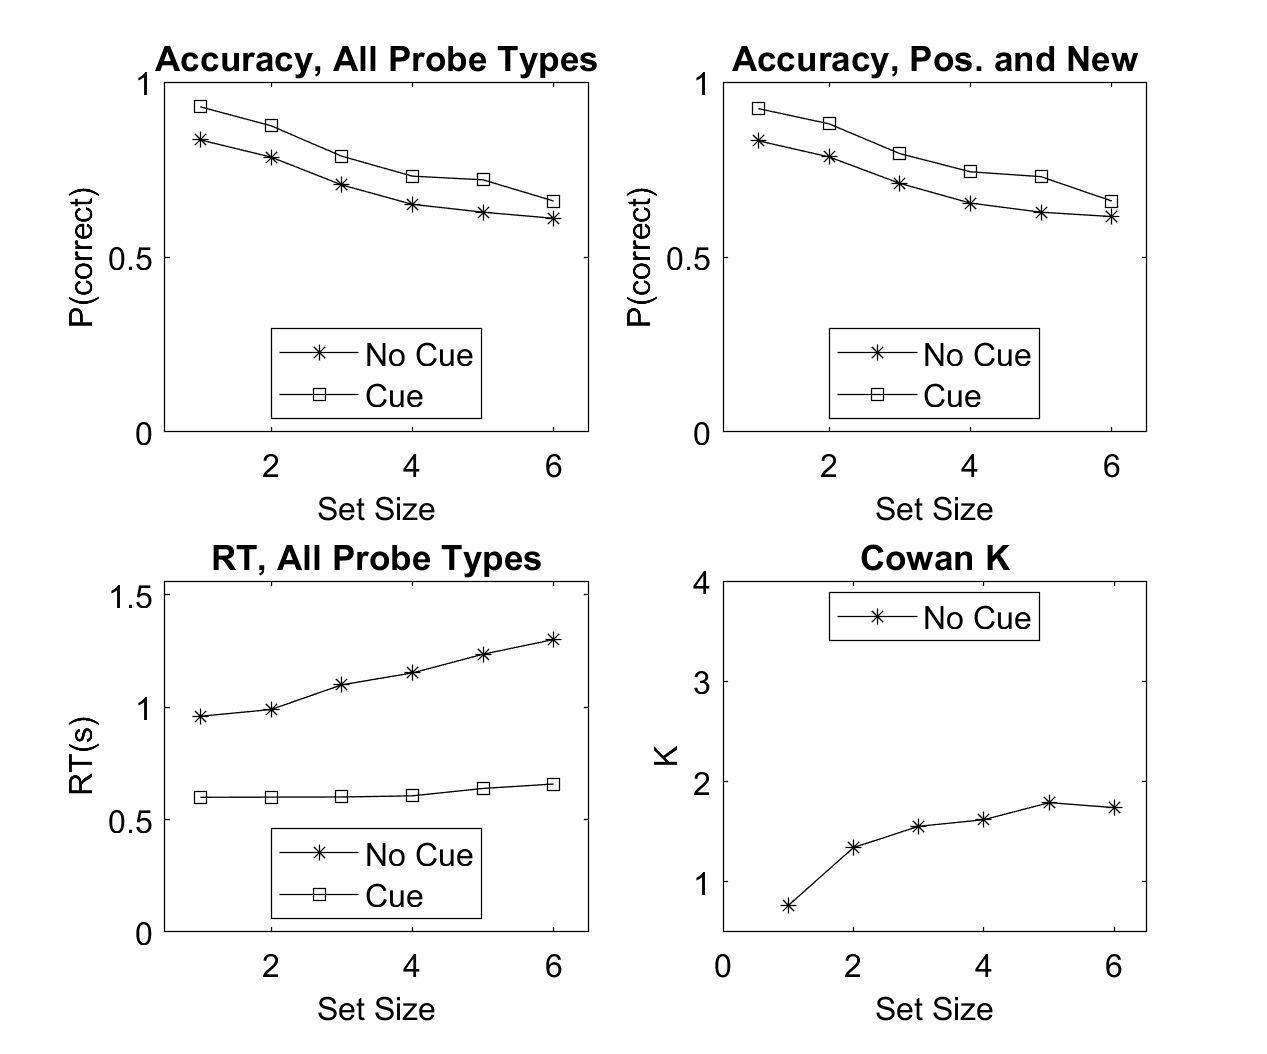 Accuracy, All Probe Types
1
0.5
0
P(correct)
No Cue
Cue
2 4 6
Set Size
Accuracy, Pos. and New
1
0.5
0
P(correct)
No Cue
Cue
2 4 6
Set Size
RT, All Probe Types
1.5
1
0.5
0
RT(s)
No Cue
Cue
2 4 6
Set Size
Cowan K
4
3
2
1
K
No Cue
0 2 4 6
Set Size